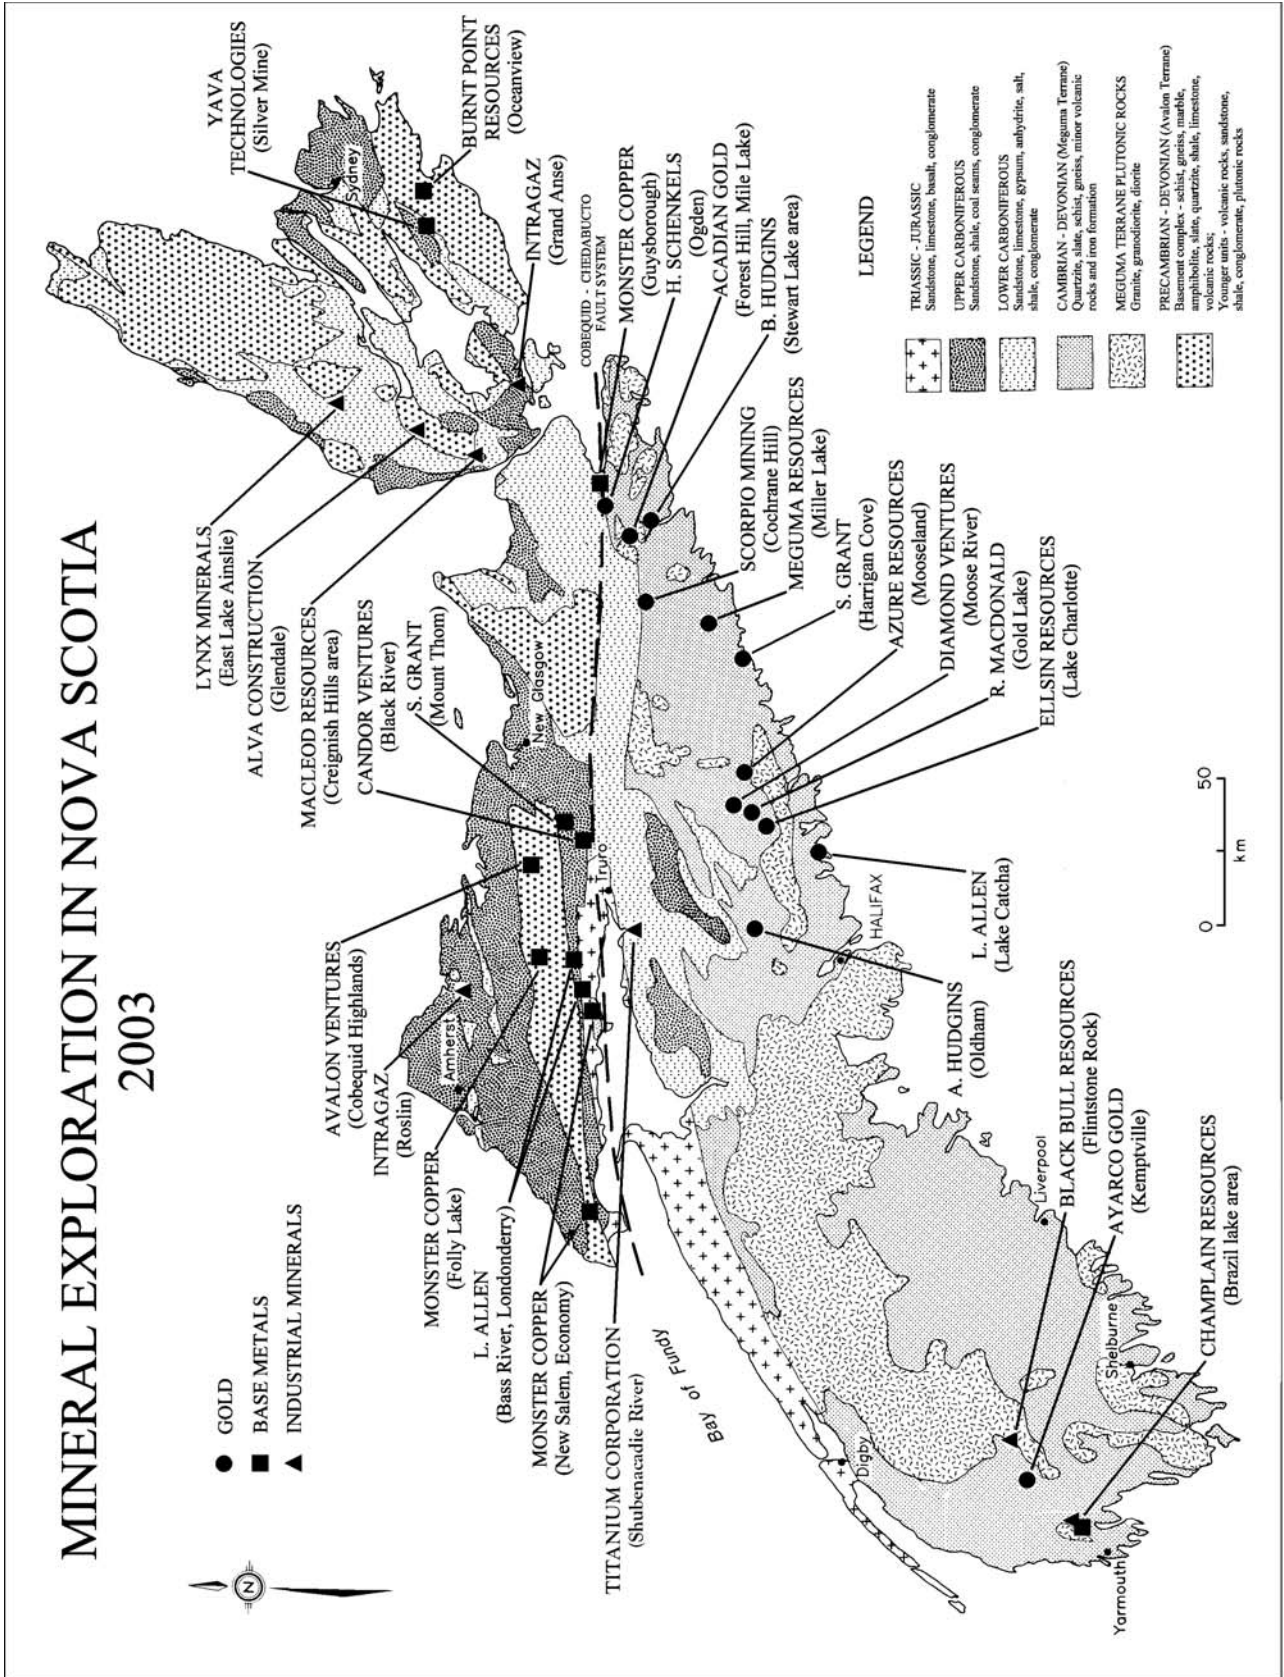 MINERAL EXPLORATION IN NOVA SCOTIA
2003
N
GOLD
BASE METALS
INDUSTRIAL MINERALS
LYNX MINERALS
(East Lake Ainslie)
ALVA CONSTRUCTION
(Glendale)
MACLEOD RESOURCES
(Creignish Hills area)
CANDOR VENTURES
(Black River)
S. GRANT
(Mount Thom)
AVALON VENTURES
(Cobequid Highlands)
INTRAGAZ
(Roslin)
MONSTER COPPER
(Folly Lake)
L. ALLEN
(Bass River, Londonderry)
MONSTER COPPER
(New Salem, Economy)
TITANIUM CORPORATION
(Shubenacadie River)
YAVA
TECHNOLOGIES
(Silver Mine)
BURNT POINT
RESOURCES
(Oceanview)
INTRAGAZ
(Grand Anse)
COBEQUID - CHEDABUCTO
FAULT SYSTEM
MONSTER COPPER
(Guysborough)
H. SCHENKELS
(Ogden)
ACADIAN GOLD
(Forest Hill, Mile Lake)
B. HUDGINS
(Stewart Lake area)
SCORPIO MINING
(Cochrane Hill)
MEGUMA RESOURCES
(Miller Lake)
S. GRANT
(Harrigan Cove)
AZURE RESOURCES
(Mooseland)
DIAMOND VENTURES
(Moose River)
R. MACDONALD
(Gold Lake)
ELLSIN RESOURCES
(Lake Charlotte)
L. ALLEN
(Lake Catcha)
A. HUDGINS
(Oldham)
BLACK BULL RESOURCES
(Flintstone Rock)
AYARCO GOLD
(Kemptville)
CHAMPLAIN RESOURCES
(Brazil lake area)
Sydney
New Glasgow
Amherst
Truro
HALIFAX
Bay of Fundy
Digby
Liverpool
Shelburne
Yarmouth
0 50
km
LEGEND
TRIASSIC - JURASSIC
Sandstone, limestone, basalt, conglomerate
UPPER CARBONIFEROUS
Sandstone, shale, coal seams, conglomerate
LOWER CARBONIFEROUS
Sandstone, limestone, gypsum, anhydrite, salt,
shale, conglomerate
CAMBRIAN - DEVONIAN (Meguma Terrane)
Quartzite, slate, schist, gneiss, minor volcanic
rocks and iron formation
MEGUMA TERRANE PLUTONIC ROCKS
Granite, granodiorite, diorite
PRECAMBRIAN - DEVONIAN (Avalon Terrane)
Basement complex - schist, gneiss, marble,
amphibolite, slate, quartzite, shale, limestone,
volcanic rocks;
Younger units - volcanic rocks, sandstone,
shale, conglomerate, plutonic rocks